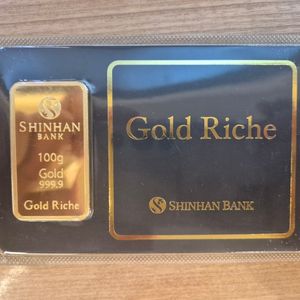 SHINHAN
BANK
100g
Gold
999.9
Gold Riche
Gold Riche
SHINHAN BANK